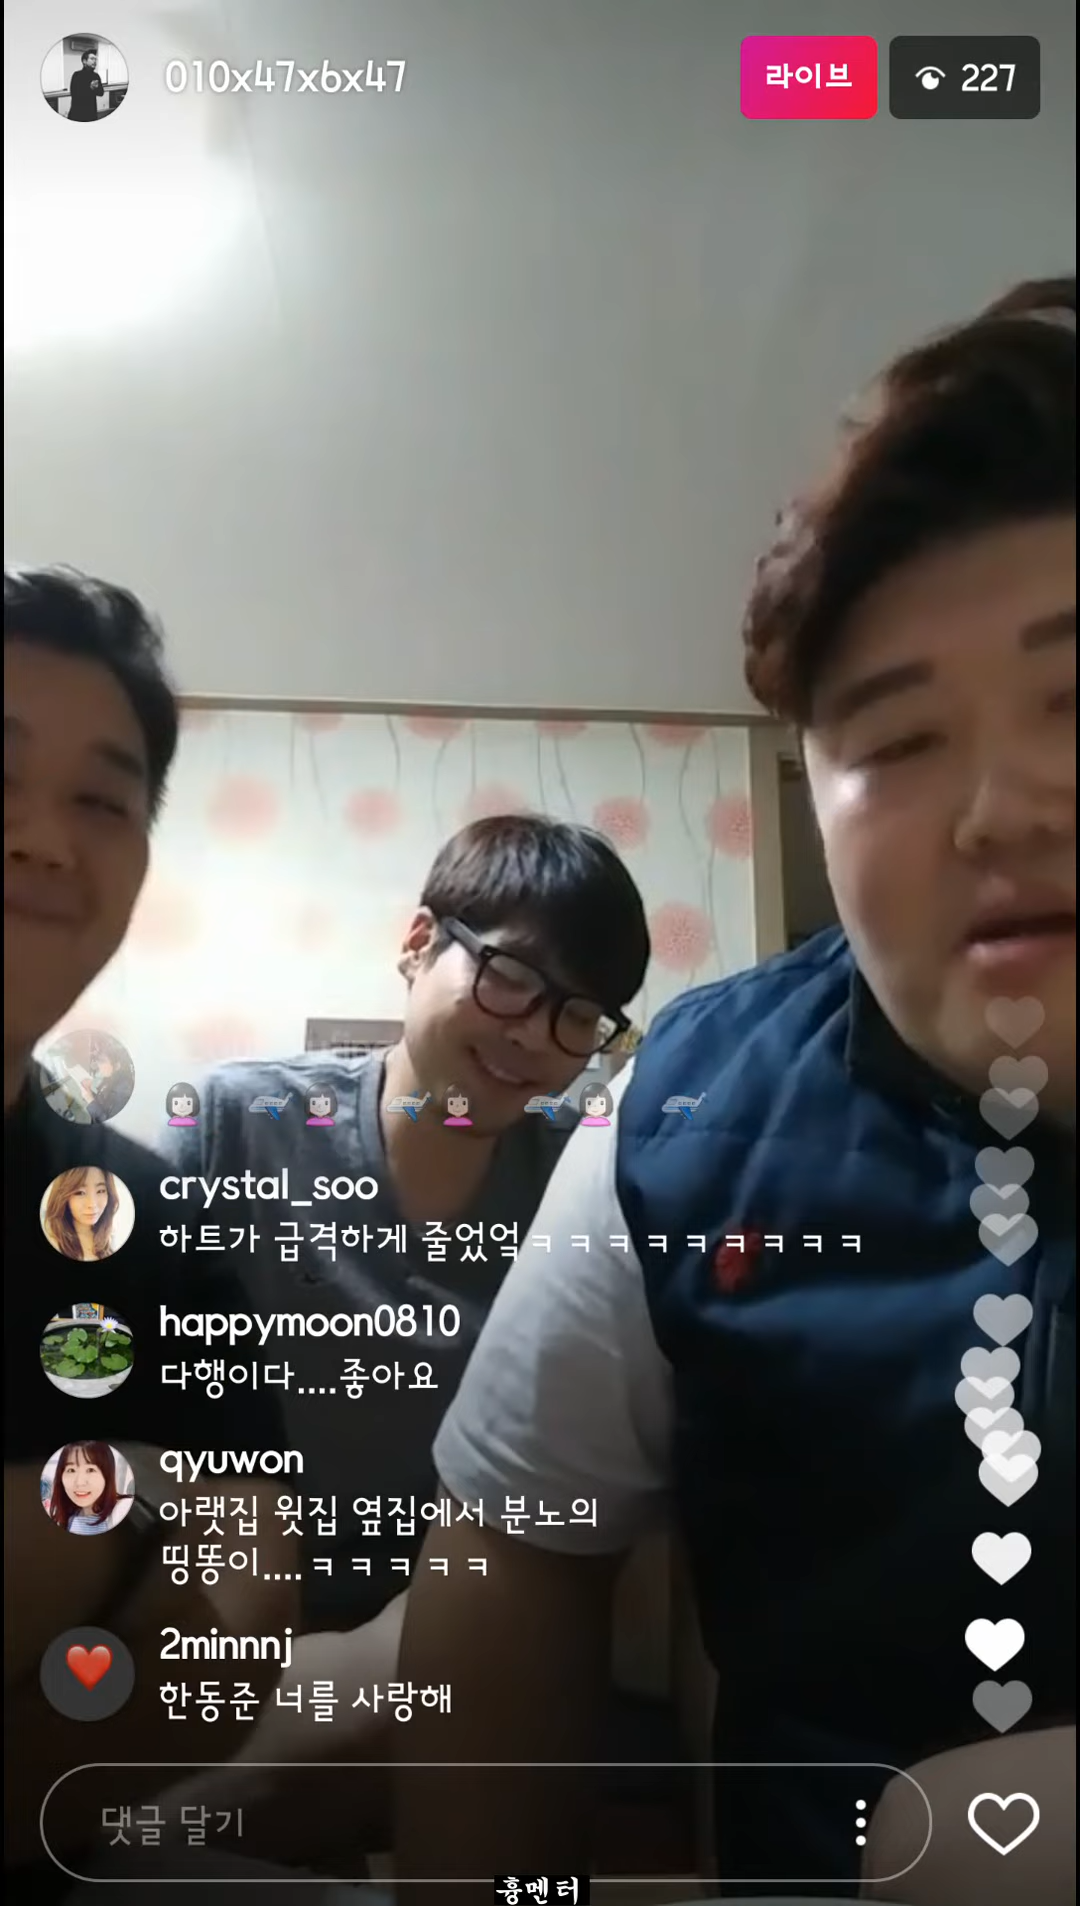 010x47x6x47
라이브
227
crystal_soo
하트가 급격하게 줄었엌ㅋㅋㅋㅋㅋㅋㅋㅋㅋ
happymoon0810
다행이다....좋아요
qyuwon
아랫집 윗집 옆집에서 분노의
띵똥이....ㅋㅋㅋㅋㅋ
2minnnj
한동준 너를 사랑해
댓글 달기
흉멘터